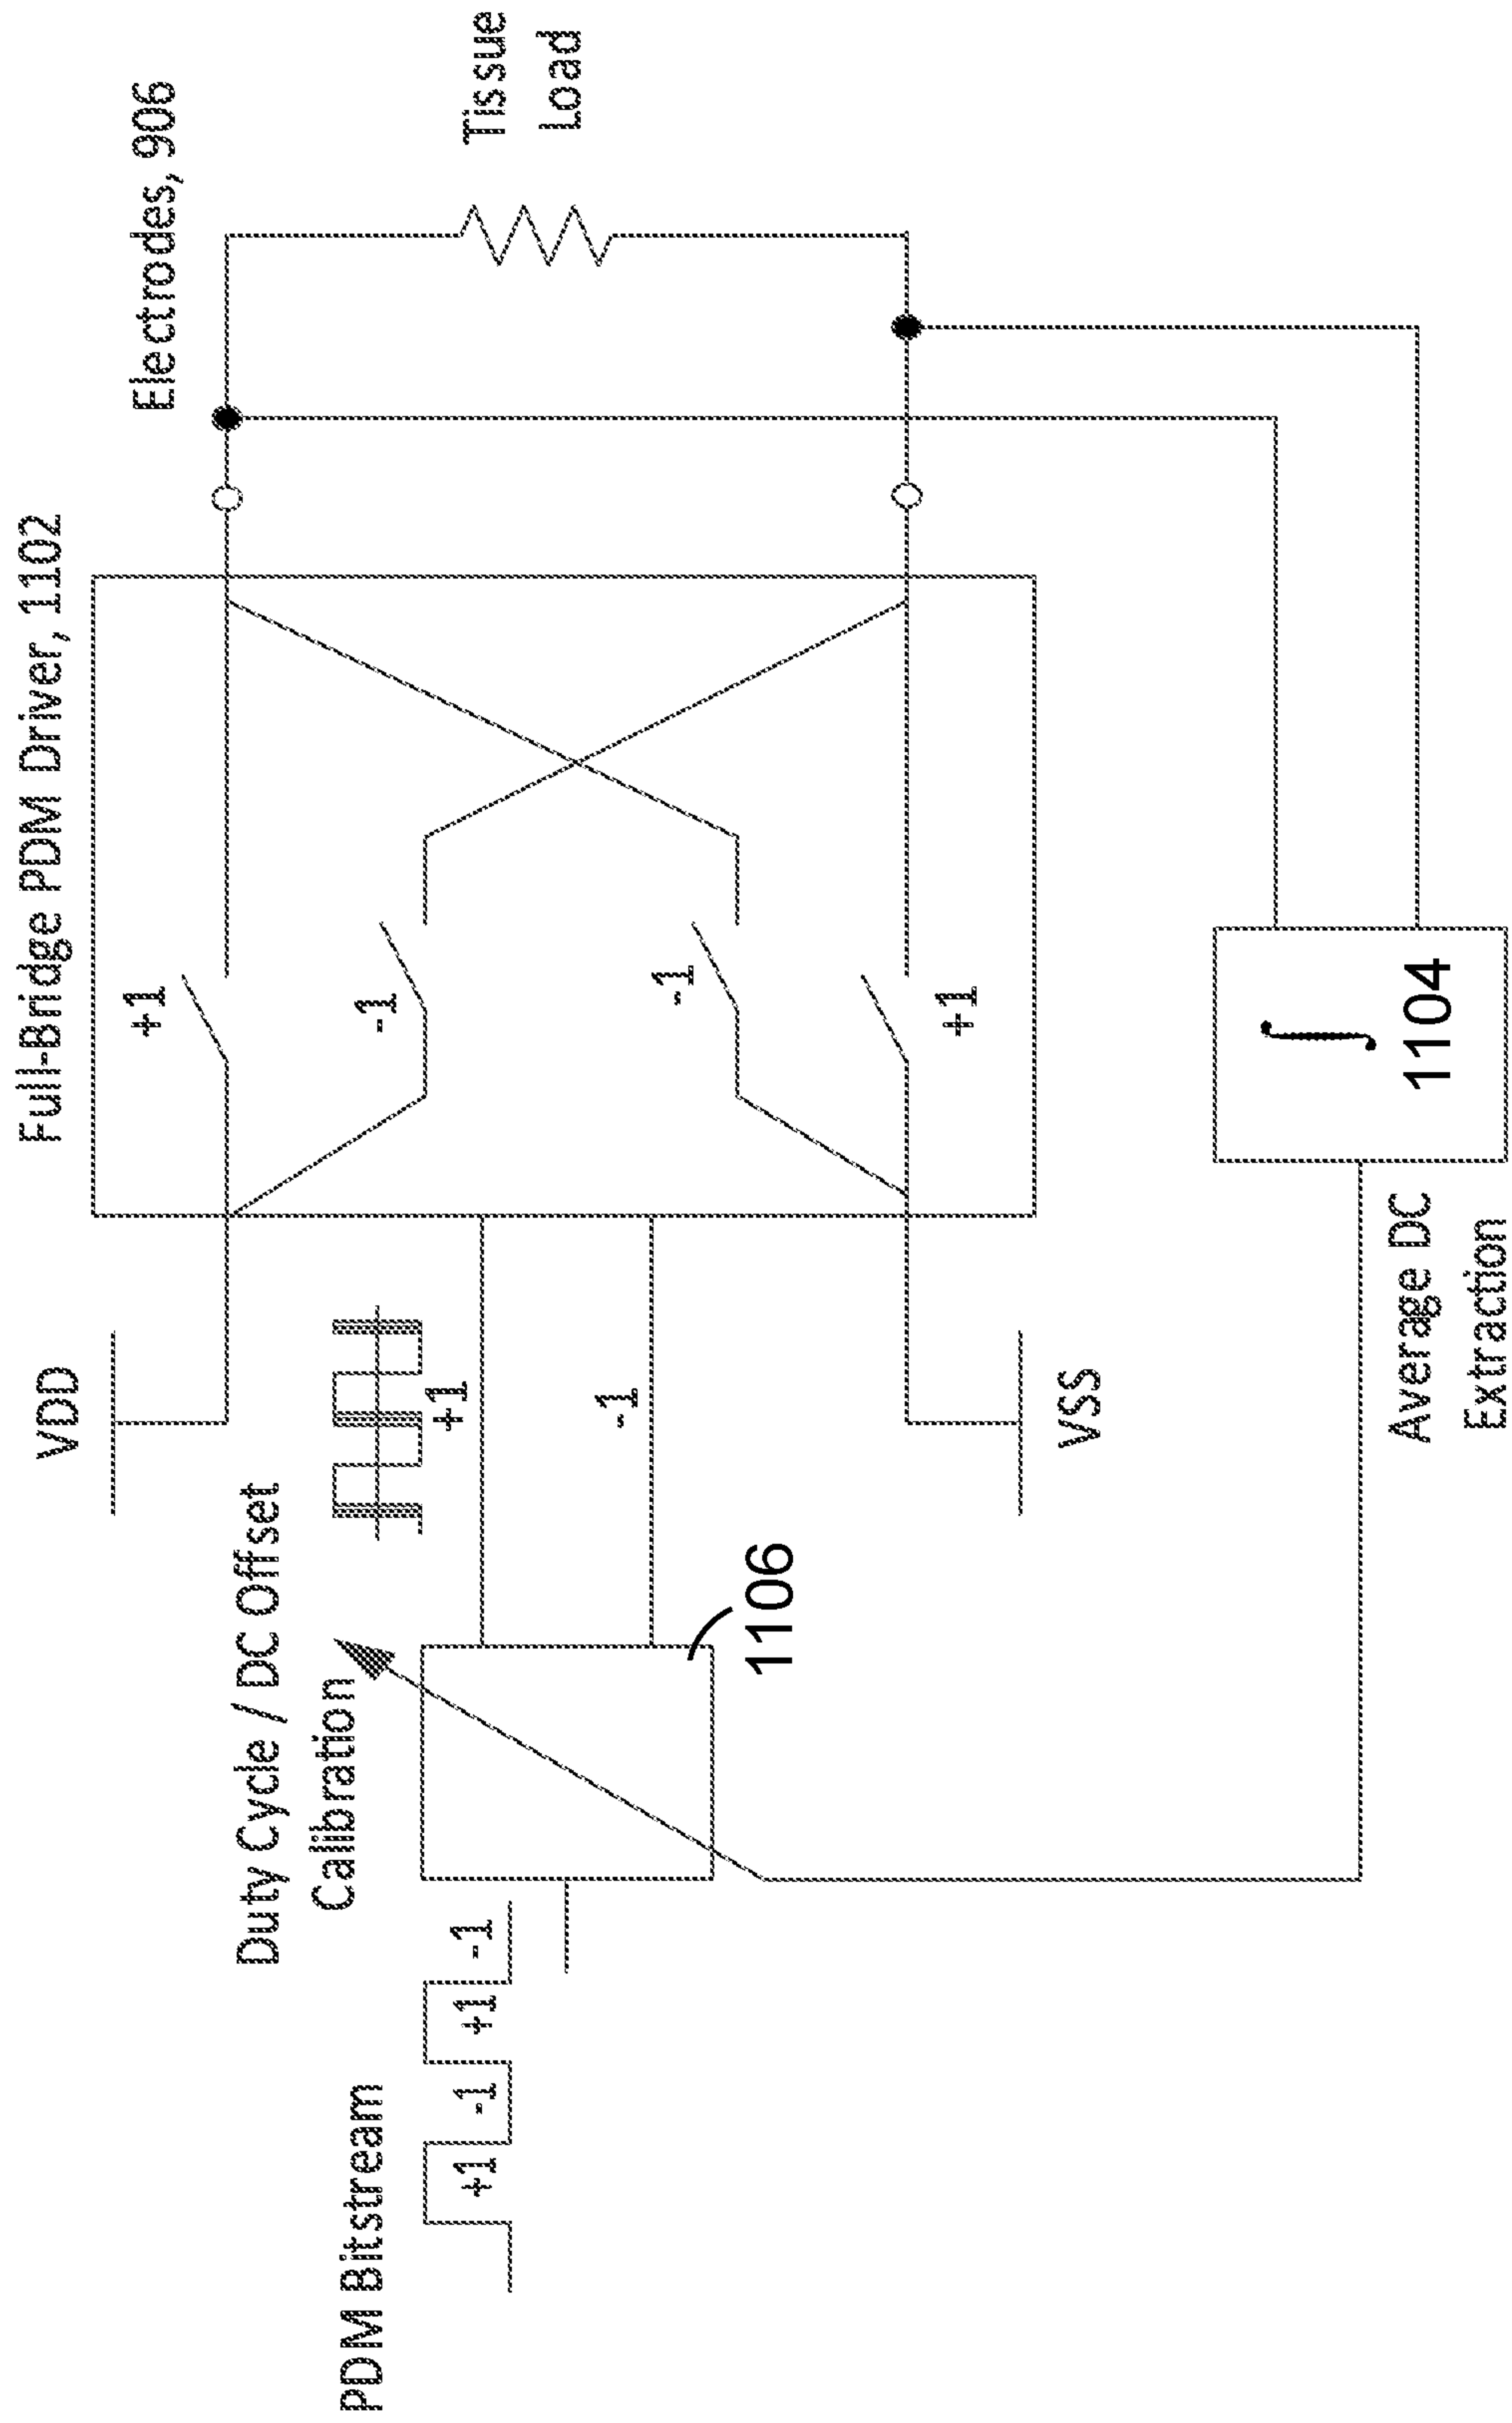 Full-Bridge PDM Driver, 1102
VDD
Electrodes, 906
Duty Cycle / DC Offset
Calibration
+1
PDM Bitstream
-1
+1
+1 -1 +1 -1
Tissue
Load
-1
-1
+1
1106
VSS
1104
Average DC
Extraction